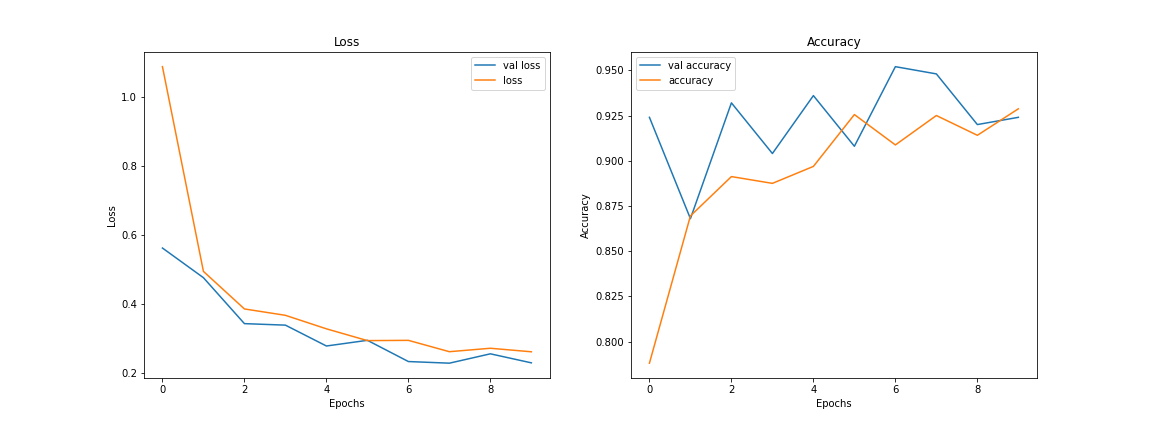 Loss
val loss
loss
1.0
0.8
0.6
0.4
0.2
Loss
0 2 4 6 8
Epochs
Accuracy
val accuracy
accuracy
0.950
0.925
0.900
0.875
0.850
0.825
0.800
Accuracy
0 2 4 6 8
Epochs